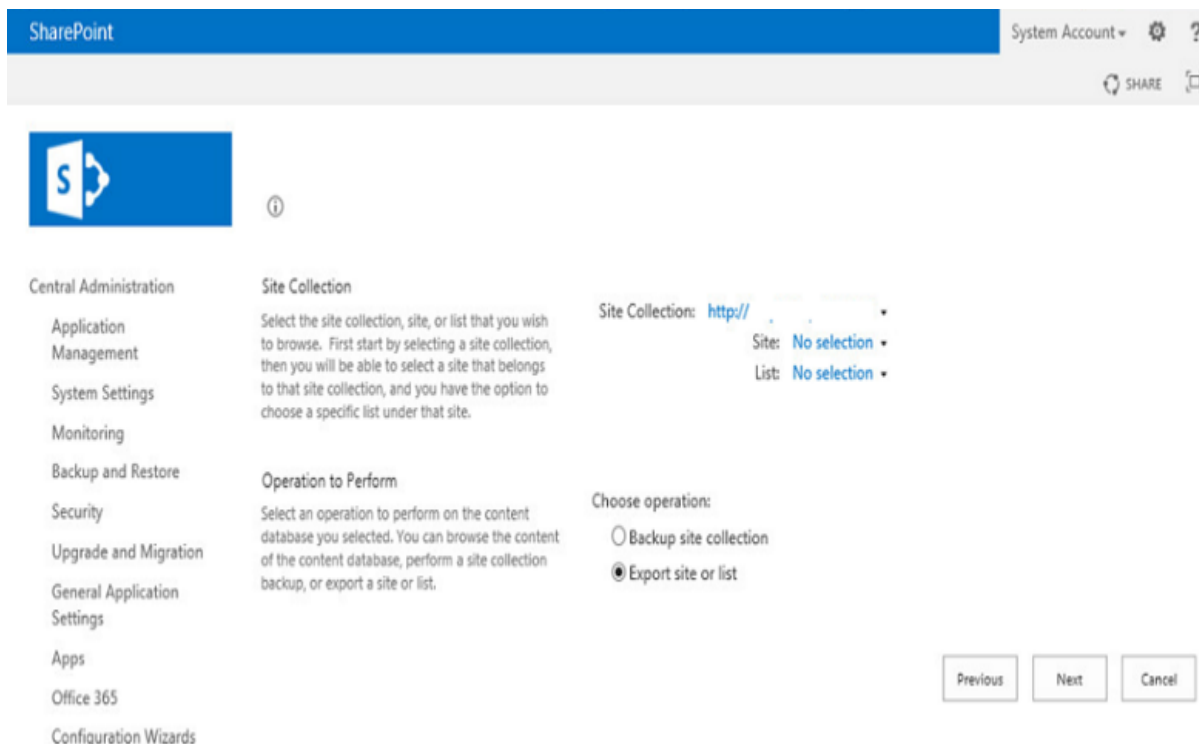 SharePoint
System Account
?
SHARE
S
Central Administration
Application
Management
System Settings
Monitoring
Backup and Restore
Security
Upgrade and Migration
General Application
Settings
Apps
Office 365
Configuration Wizards
Site Collection
Select the site collection, site, or list that you wish
to browse. First start by selecting a site collection,
then you will be able to select a site that belongs
to that site collection, and you have the option to
choose a specific list under that site.
Site Collection: http://
Site: No selection
List: No selection
Operation to Perform
Select an operation to perform on the content
database you selected. You can browse the content
of the content database, perform a site collection
backup, or export a site or list.
Choose operation:
Backup site collection
Export site or list
Previous
Next
Cancel